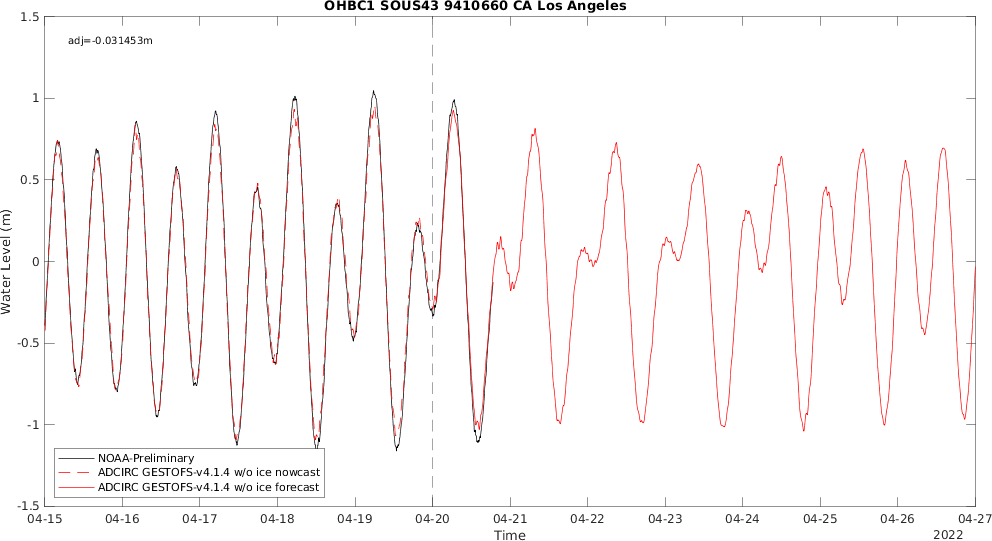 OHBC1 SOUS43 9410660 CA Los Angeles
1.5
adj=-0.031453m
1
0.5
0
-0.5
-1
-1.5
Water Level (m)
NOAA-Preliminary
ADCIRC GESTOFS-v4.1.4 w/o ice nowcast
ADCIRC GESTOFS-v4.1.4 w/o ice forecast
04-15 04-16 04-17 04-18 04-19 04-20 04-21 04-22 04-23 04-24 04-25 04-26 04-27
Time
2022